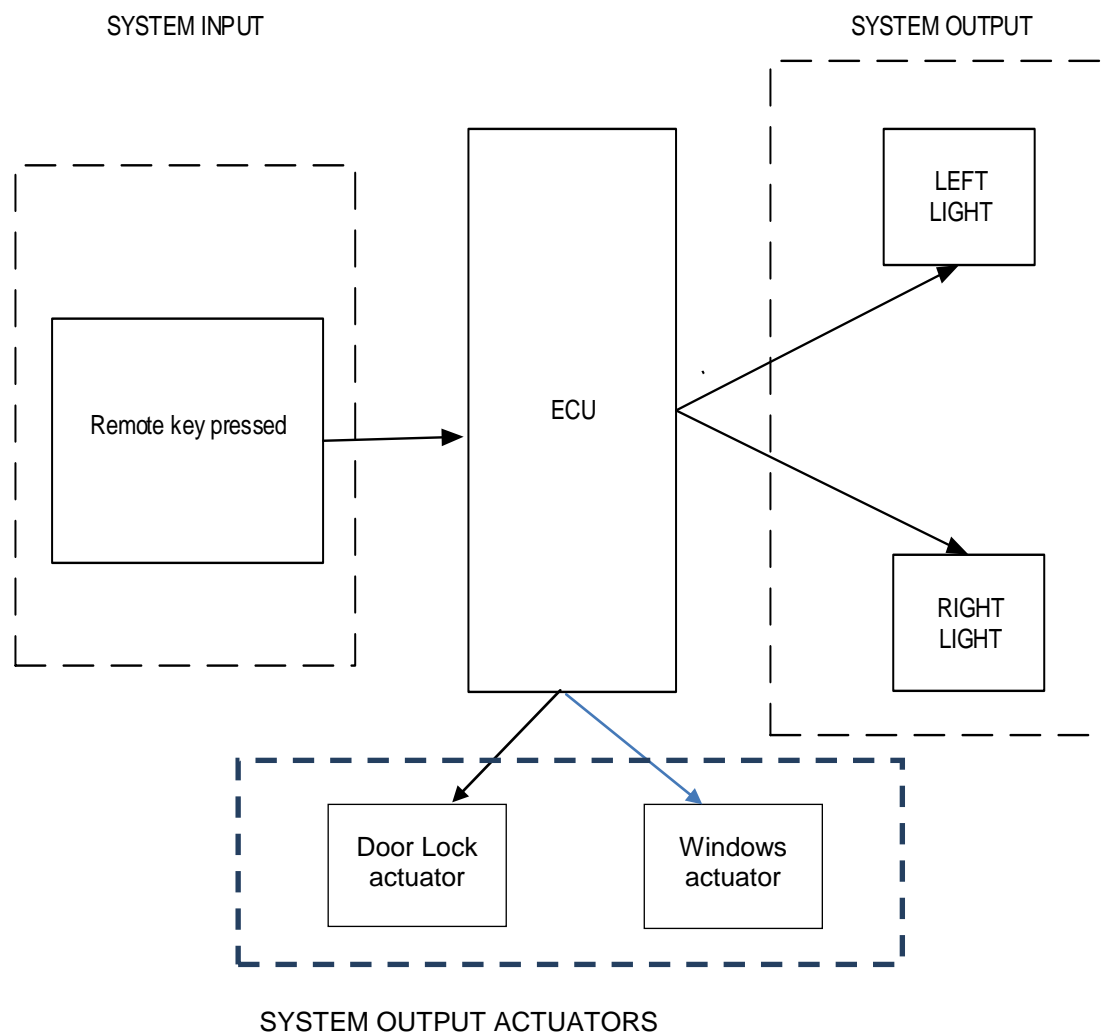 SYSTEM INPUT
SYSTEM OUTPUT
LEFT
LIGHT
Remote key pressed
ECU
RIGHT
LIGHT
Door Lock
actuator
Windows
actuator
SYSTEM OUTPUT ACTUATORS